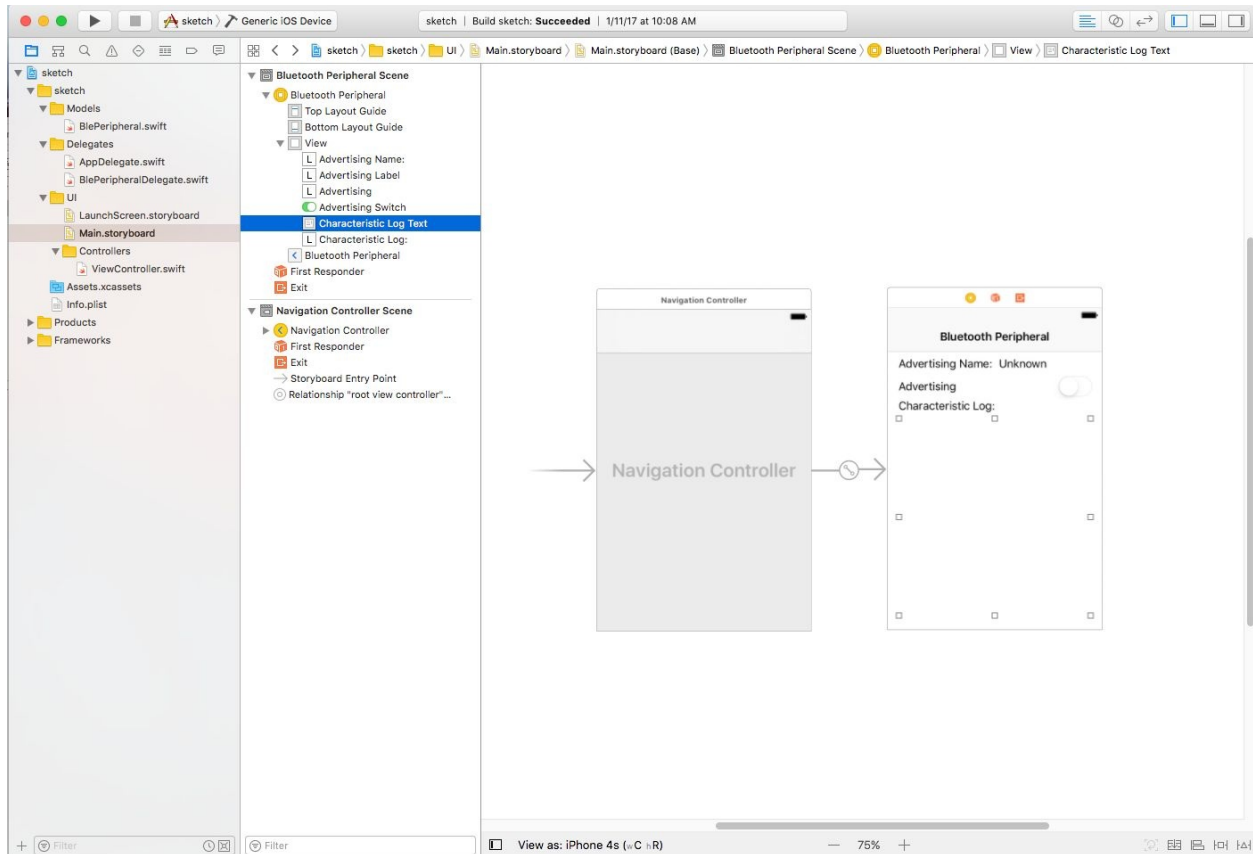 sketch 〉 Generic iOS Device
sketch | Build sketch: Succeeded | 1/11/17 at 10:08 AM
sketch 〉 sketch 〉 UI 〉 Main.storyboard 〉 Main.storyboard (Base) 〉 Bluetooth Peripheral Scene 〉 Bluetooth Peripheral 〉 View 〉 Characteristic Log Text
sketch
sketch
Models
BlePeripheral.swift
Delegates
AppDelegate.swift
BlePeripheralDelegate.swift
UI
LaunchScreen.storyboard
Main.storyboard
Controllers
ViewController.swift
Assets.xcassets
Info.plist
Products
Frameworks
Filter
Bluetooth Peripheral Scene
Bluetooth Peripheral
Top Layout Guide
Bottom Layout Guide
View
L Advertising Name:
L Advertising Label
L Advertising
Advertising Switch
Characteristic Log Text
L Characteristic Log:
Bluetooth Peripheral
First Responder
Exit
Navigation Controller Scene
Navigation Controller
First Responder
Exit
Storyboard Entry Point
Relationship "root view controller"...
Filter
Navigation Controller
Navigation Controller
Bluetooth Peripheral
Advertising Name: Unknown
Advertising
Characteristic Log:
View as: iPhone 4s (wC hR)
— 75% +